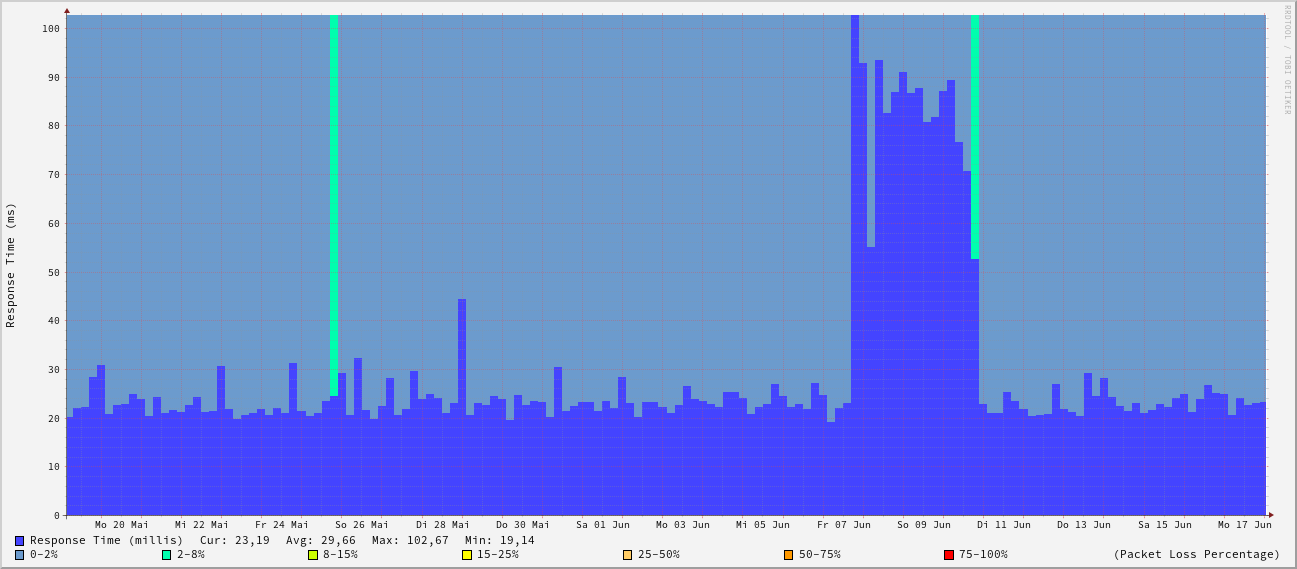 RRDTOOL / TOBI OETIKER
Response Time (ms)
100
90
80
70
60
50
40
30
20
10
0
Mo 20 Mai Mi 22 Mai Fr 24 Mai So 26 Mai Di 28 Mai Do 30 Mai Sa 01 Jun Mo 03 Jun Mi 05 Jun Fr 07 Jun So 09 Jun Di 11 Jun Do 13 Jun Sa 15 Jun Mo 17 Jun
Response Time (millis) Cur: 23,19 Avg: 29,66 Max: 102,67 Min: 19,14
0-2% 2-8% 8-15% 15-25% 25-50% 50-75% 75-100% (Packet Loss Percentage)